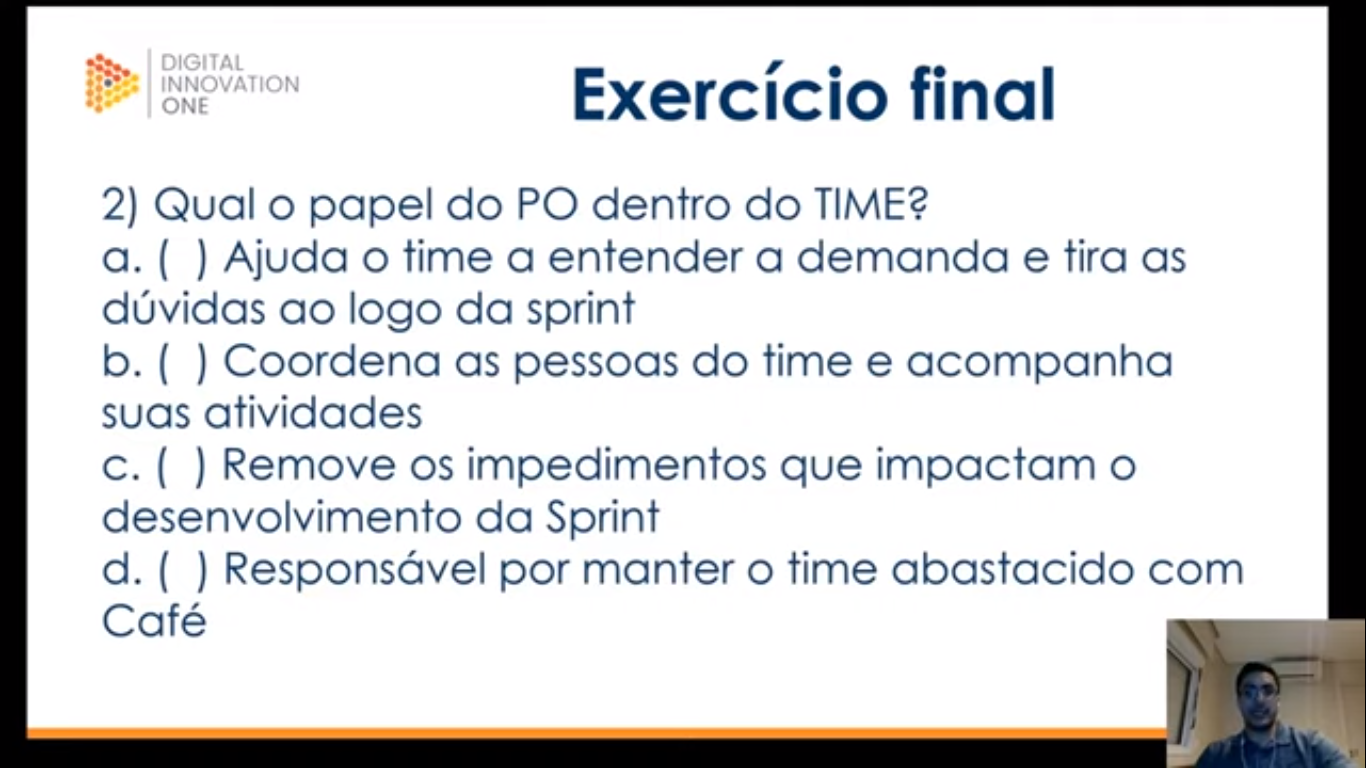 DIGITAL
INNOVATION
ONE
Exercício final
2) Qual o papel do PO dentro do TIME?
a. ( ) Ajuda o time a entender a demanda e tira as
dúvidas ao logo da sprint
b. ( ) Coordena as pessoas do time e acompanha
suas atividades
c. ( ) Remove os impedimentos que impactam o
desenvolvimento da Sprint
d. ( ) Responsável por manter o time abastacido com
Café